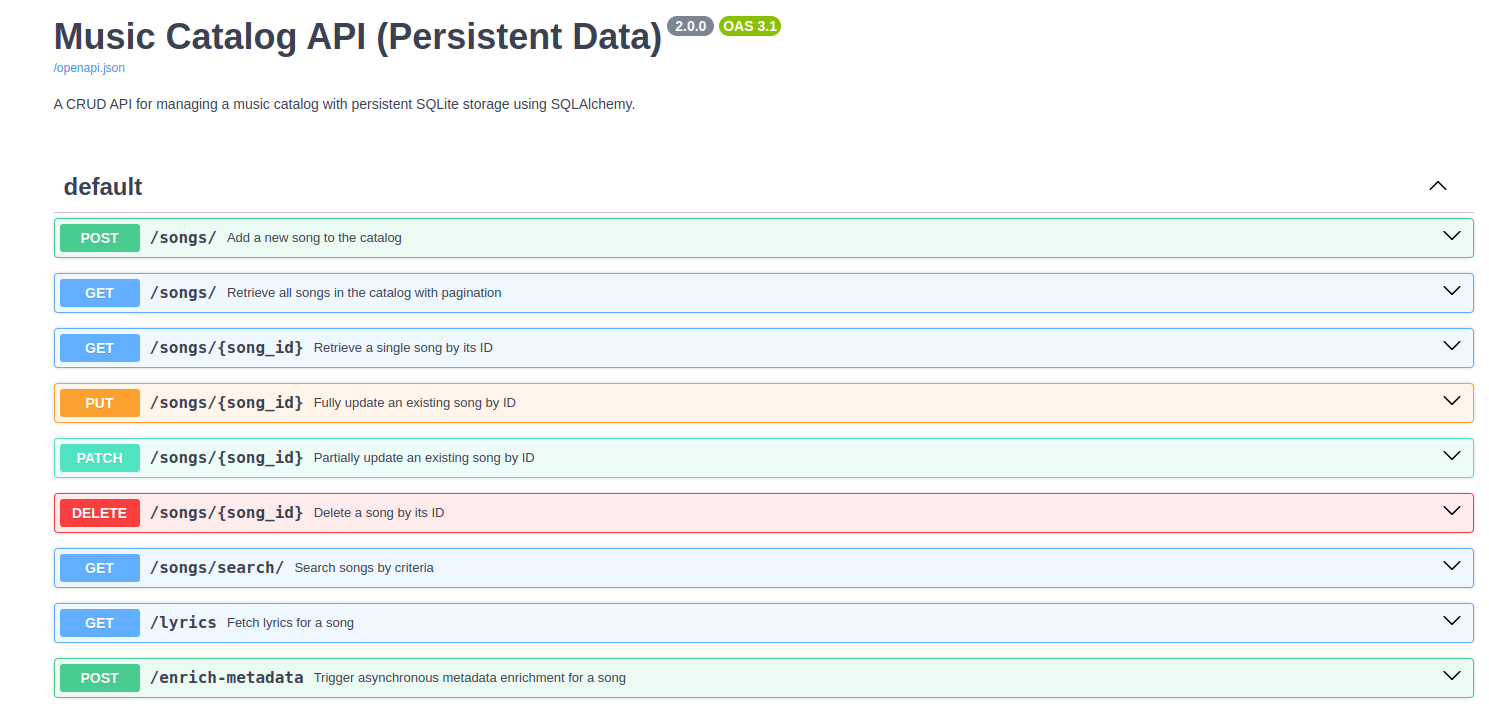 Music Catalog API (Persistent Data) 2.0.0 OAS 3.1
/openapi.json
A CRUD API for managing a music catalog with persistent SQLite storage using SQLAlchemy.
default
POST /songs/ Add a new song to the catalog
GET /songs/ Retrieve all songs in the catalog with pagination
GET /songs/{song_id} Retrieve a single song by its ID
PUT /songs/{song_id} Fully update an existing song by ID
PATCH /songs/{song_id} Partially update an existing song by ID
DELETE /songs/{song_id} Delete a song by its ID
GET /songs/search/ Search songs by criteria
GET /lyrics Fetch lyrics for a song
POST /enrich-metadata Trigger asynchronous metadata enrichment for a song